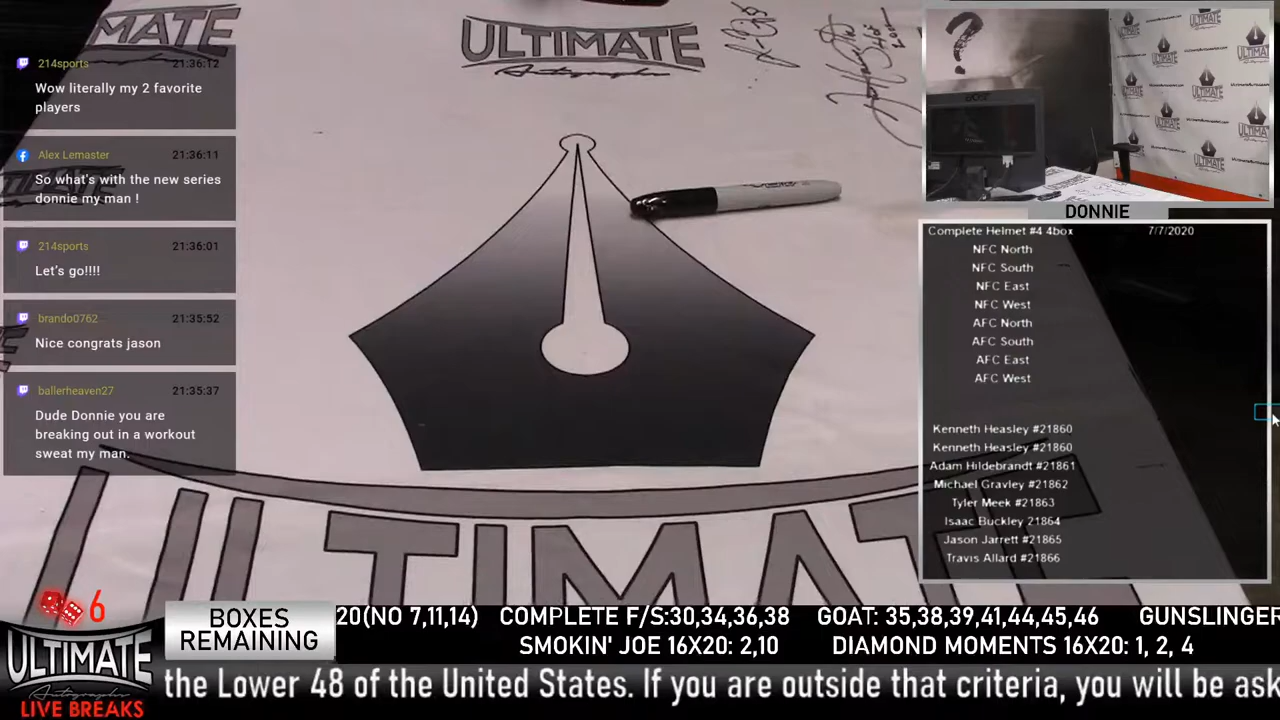 214sports 21:36:12
Wow literally my 2 favorite
players
Alex Lemaster 21:36:11
So what's with the new series
donnie my man !
214sports 21:36:01
Let's go!!!!
brando0762 21:35:52
Nice congrats jason
ballerheaven27 21:35:37
Dude Donnie you are
breaking out in a workout
sweat my man.
MATE
ULTIMATE
Autographs
ULTIMATE
DONNIE
Complete Helmet #4 4box 7/7/2020
NFC North
NFC South
NFC East
NFC West
AFC North
AFC South
AFC East
AFC West
Kenneth Heasley #21860
Kenneth Heasley #21860
Adam Hildebrandt #21861
Michael Gravley #21862
Tyler Meek #21863
Isaac Buckley 21864
Jason Jarrett #21865
Travis Allard #21866
6
ULTIMATE
Autographs
LIVE BREAKS
BOXES
REMAINING
20(NO 7,11,14) COMPLETE F/S:30,34,36,38 GOAT: 35,38,39,41,44,45,46 GUNSLINGER
SMOKIN' JOE 16X20: 2,10 DIAMOND MOMENTS 16X20: 1, 2, 4
the Lower 48 of the United States. If you are outside that criteria, you will be ask